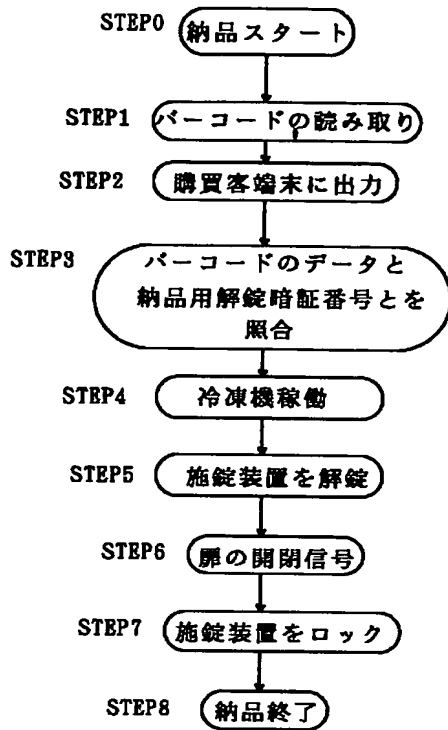 STEP0 納品スタート
STEP1 バーコードの読み取り
STEP2 購買客端末に出力
STEP3 バーコードのデータと
納品用解錠暗証番号とを
照合
STEP4 冷凍機稼働
STEP5 施錠装置を解錠
STEP6 扉の開閉信号
STEP7 施錠装置をロック
STEP8 納品終了